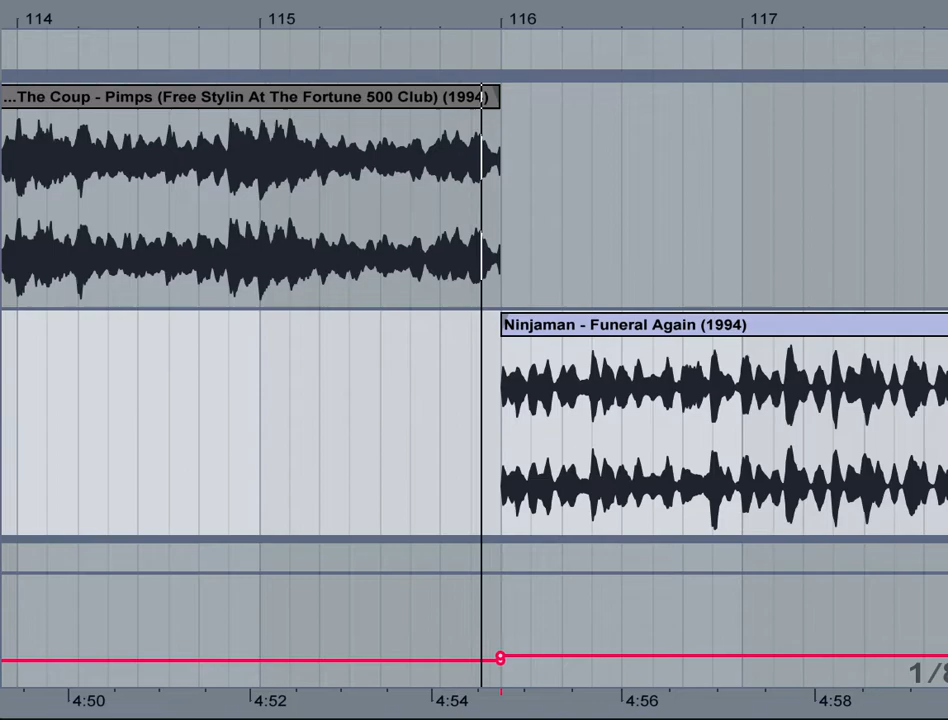 114 115 116 117
...The Coup - Pimps (Free Stylin At The Fortune 500 Club) (1994)
Ninjaman - Funeral Again (1994)
1/8
4:50 4:52 4:54 4:56 4:58